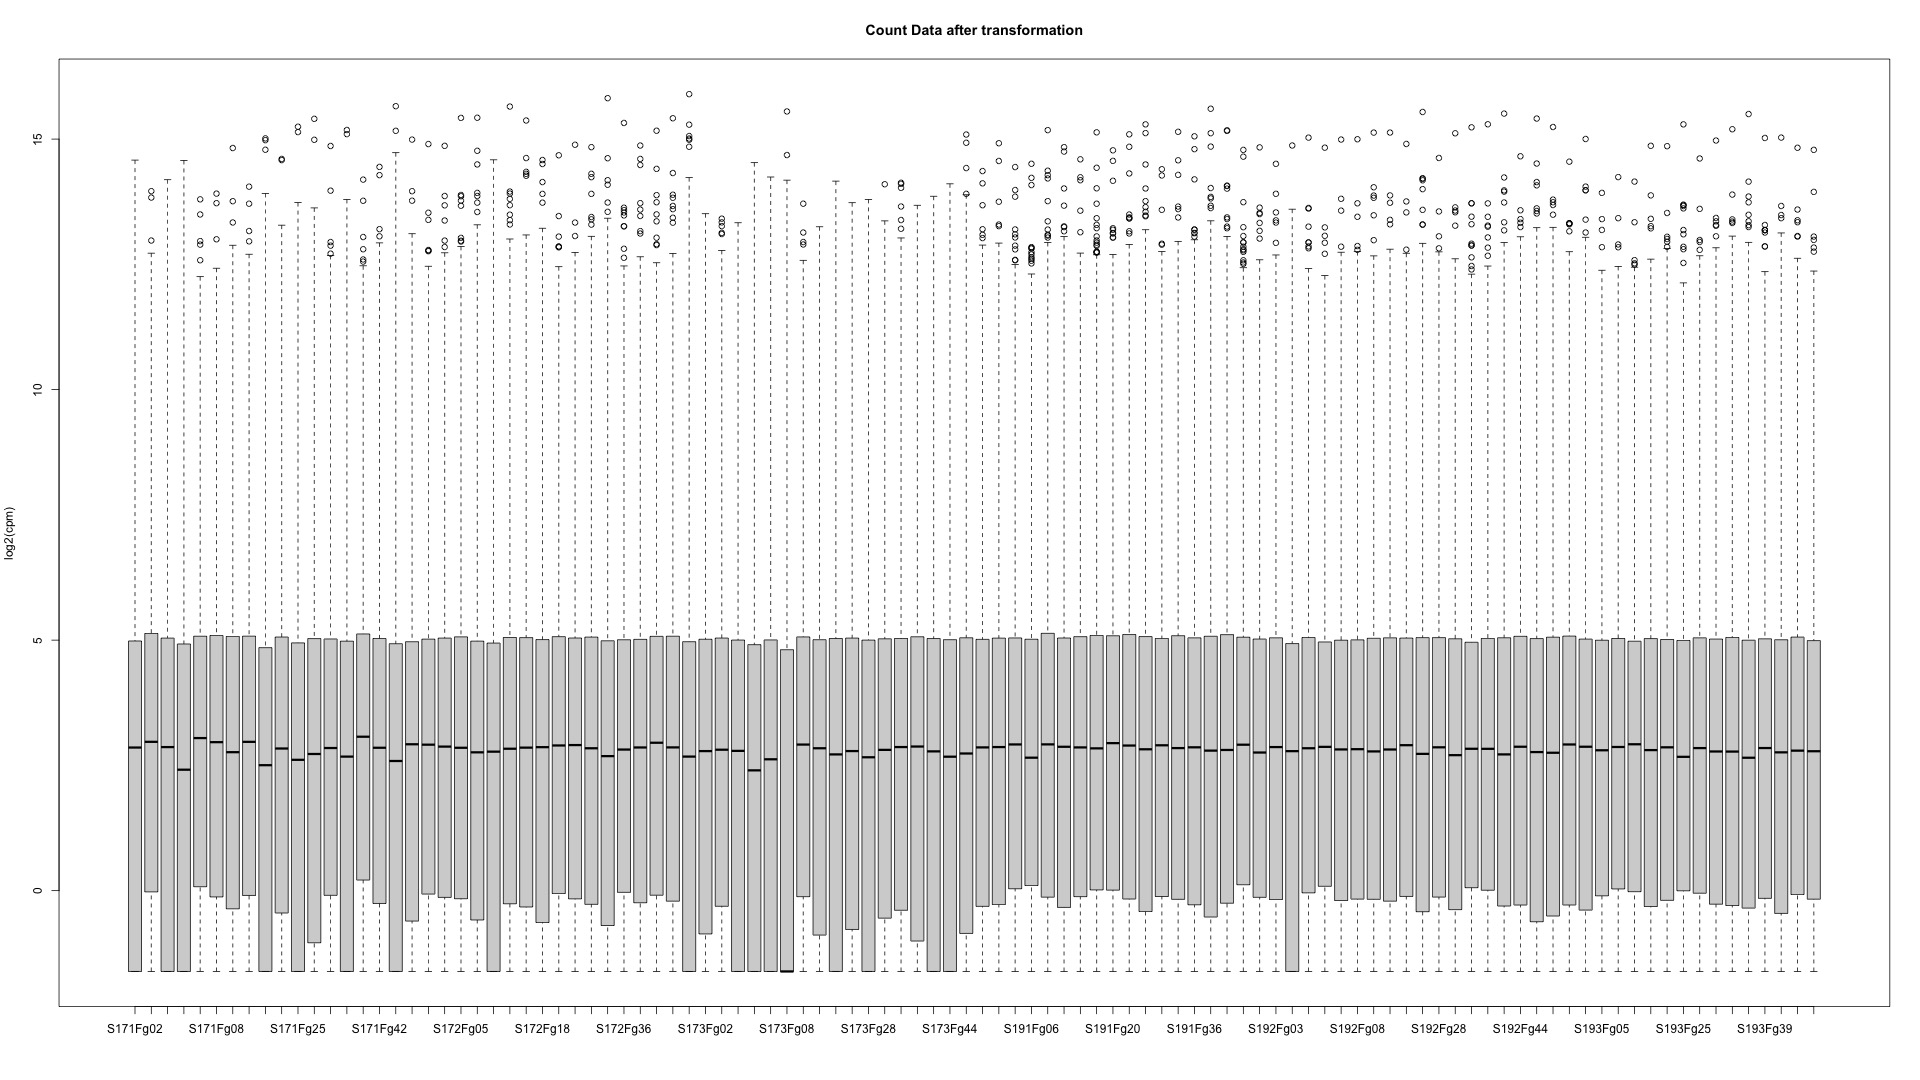 Count Data after transformation
15
10
5
0
log2(cpm)
S171Fg02 S171Fg08 S171Fg25 S171Fg42 S172Fg05 S172Fg18 S172Fg36 S173Fg02 S173Fg08 S173Fg28 S173Fg44 S191Fg06 S191Fg20 S191Fg36 S192Fg03 S192Fg08 S192Fg28 S192Fg44 S193Fg05 S193Fg25 S193Fg39